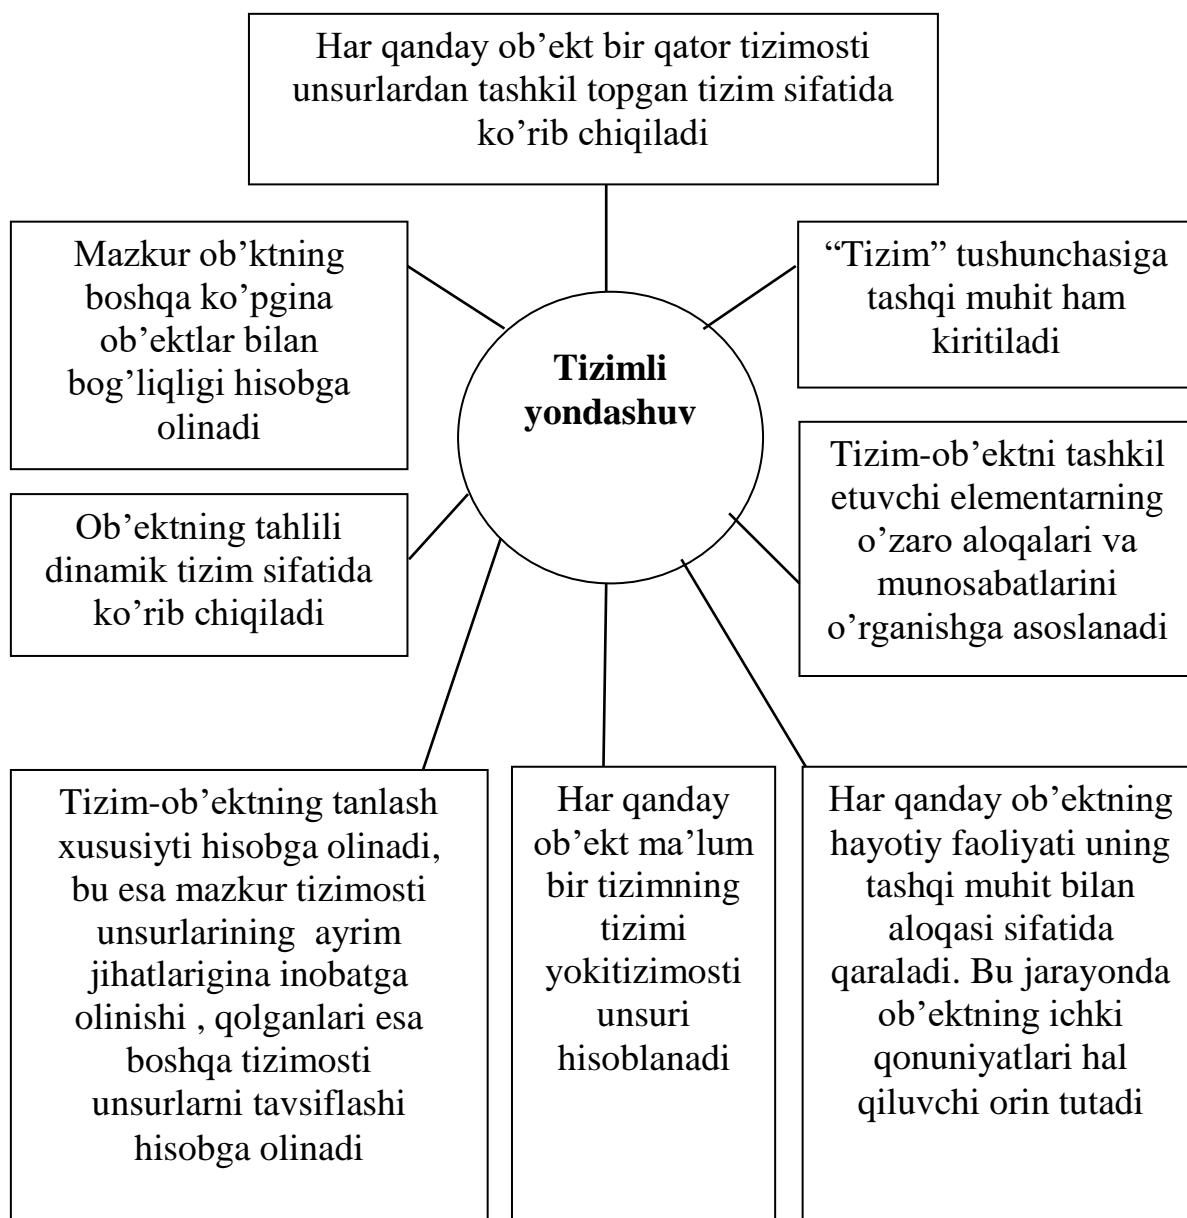 Har qanday ob’ekt bir qator tizimosti
unsurlardan tashkil topgan tizim sifatida
ko’rib chiqiladi
Mazkur ob’ktning
boshqa ko’pgina
ob’ektlar bilan
bog’liqligi hisobga
olinadi
“Tizim” tushunchasiga
tashqi muhit ham
kiritiladi
Tizimli
yondashuv
Ob’ektning tahlili
dinamik tizim sifatida
ko’rib chiqiladi
Tizim-ob’ektni tashkil
etuvchi elementarning
o’zaro aloqalari va
munosabatlarini
o’rganishga asoslanadi
Tizim-ob’ektning tanlash
xususiyti hisobga olinadi,
bu esa mazkur tizimosti
unsurlarining  ayrim
jihatlarigina inobatga
olinishi , qolganlari esa
boshqa tizimosti
unsurlarni tavsiflashi
hisobga olinadi
Har qanday
ob’ekt ma’lum
bir tizimning
tizimi
yokitizimosti
unsuri
hisoblanadi
Har qanday ob’ektning
hayotiy faoliyati uning
tashqi muhit bilan
aloqasi sifatida
qaraladi. Bu jarayonda
ob’ektning ichki
qonuniyatlari hal
qiluvchi orin tutadi